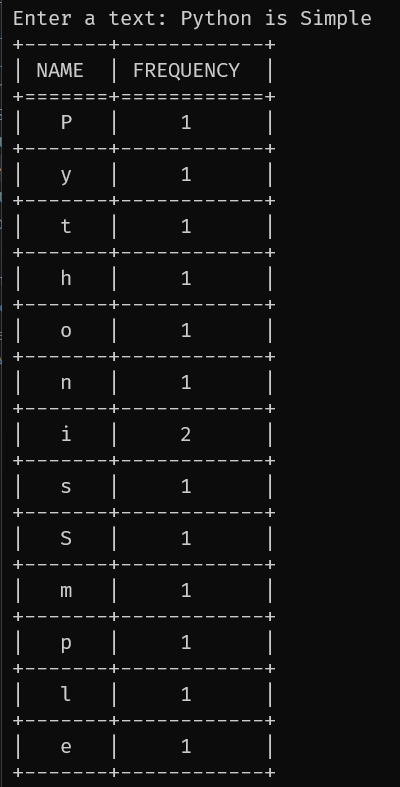 Enter a text: Python is Simple
+-------+------------+
| NAME  | FREQUENCY  |
+=======+============+
|   P   |     1      |
+-------+------------+
|   y   |     1      |
+-------+------------+
|   t   |     1      |
+-------+------------+
|   h   |     1      |
+-------+------------+
|   o   |     1      |
+-------+------------+
|   n   |     1      |
+-------+------------+
|   i   |     2      |
+-------+------------+
|   s   |     1      |
+-------+------------+
|   S   |     1      |
+-------+------------+
|   m   |     1      |
+-------+------------+
|   p   |     1      |
+-------+------------+
|   l   |     1      |
+-------+------------+
|   e   |     1      |
+-------+------------+